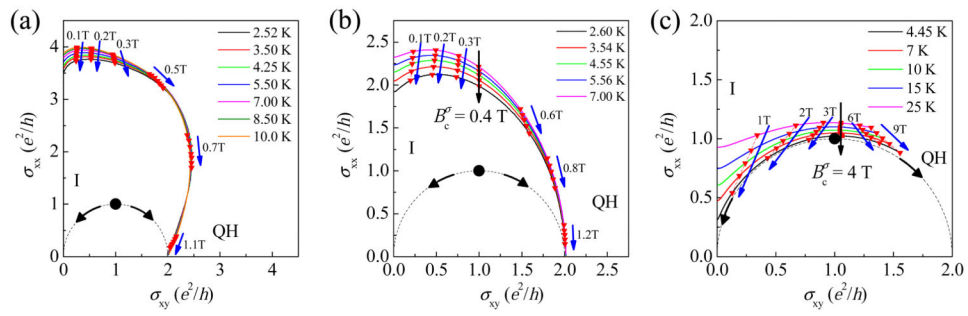 (a)
0.1T
0.2T
0.3T
0.5T
0.7T
1.1T
2.52 K
3.50 K
4.25 K
5.50 K
7.00 K
8.50 K
10.0 K
I
QH
4
3
2
1
0
0 1 2 3 4
σxx (e²/h)
σxy (e²/h)
(b)
0.1T
0.2T
0.3T
0.6T
0.8T
1.2T
2.60 K
3.54 K
4.55 K
5.56 K
7.00 K
Bcσ = 0.4 T
I
QH
2.5
2.0
1.5
1.0
0.5
0.0
0.0 0.5 1.0 1.5 2.0 2.5
σxx (e²/h)
σxy (e²/h)
(c)
1T
2T
3T
6T
9T
4.45 K
7 K
10 K
15 K
25 K
Bcσ = 4 T
I
QH
2.0
1.5
1.0
0.5
0.0
0.0 0.5 1.0 1.5 2.0
σxx (e²/h)
σxy (e²/h)